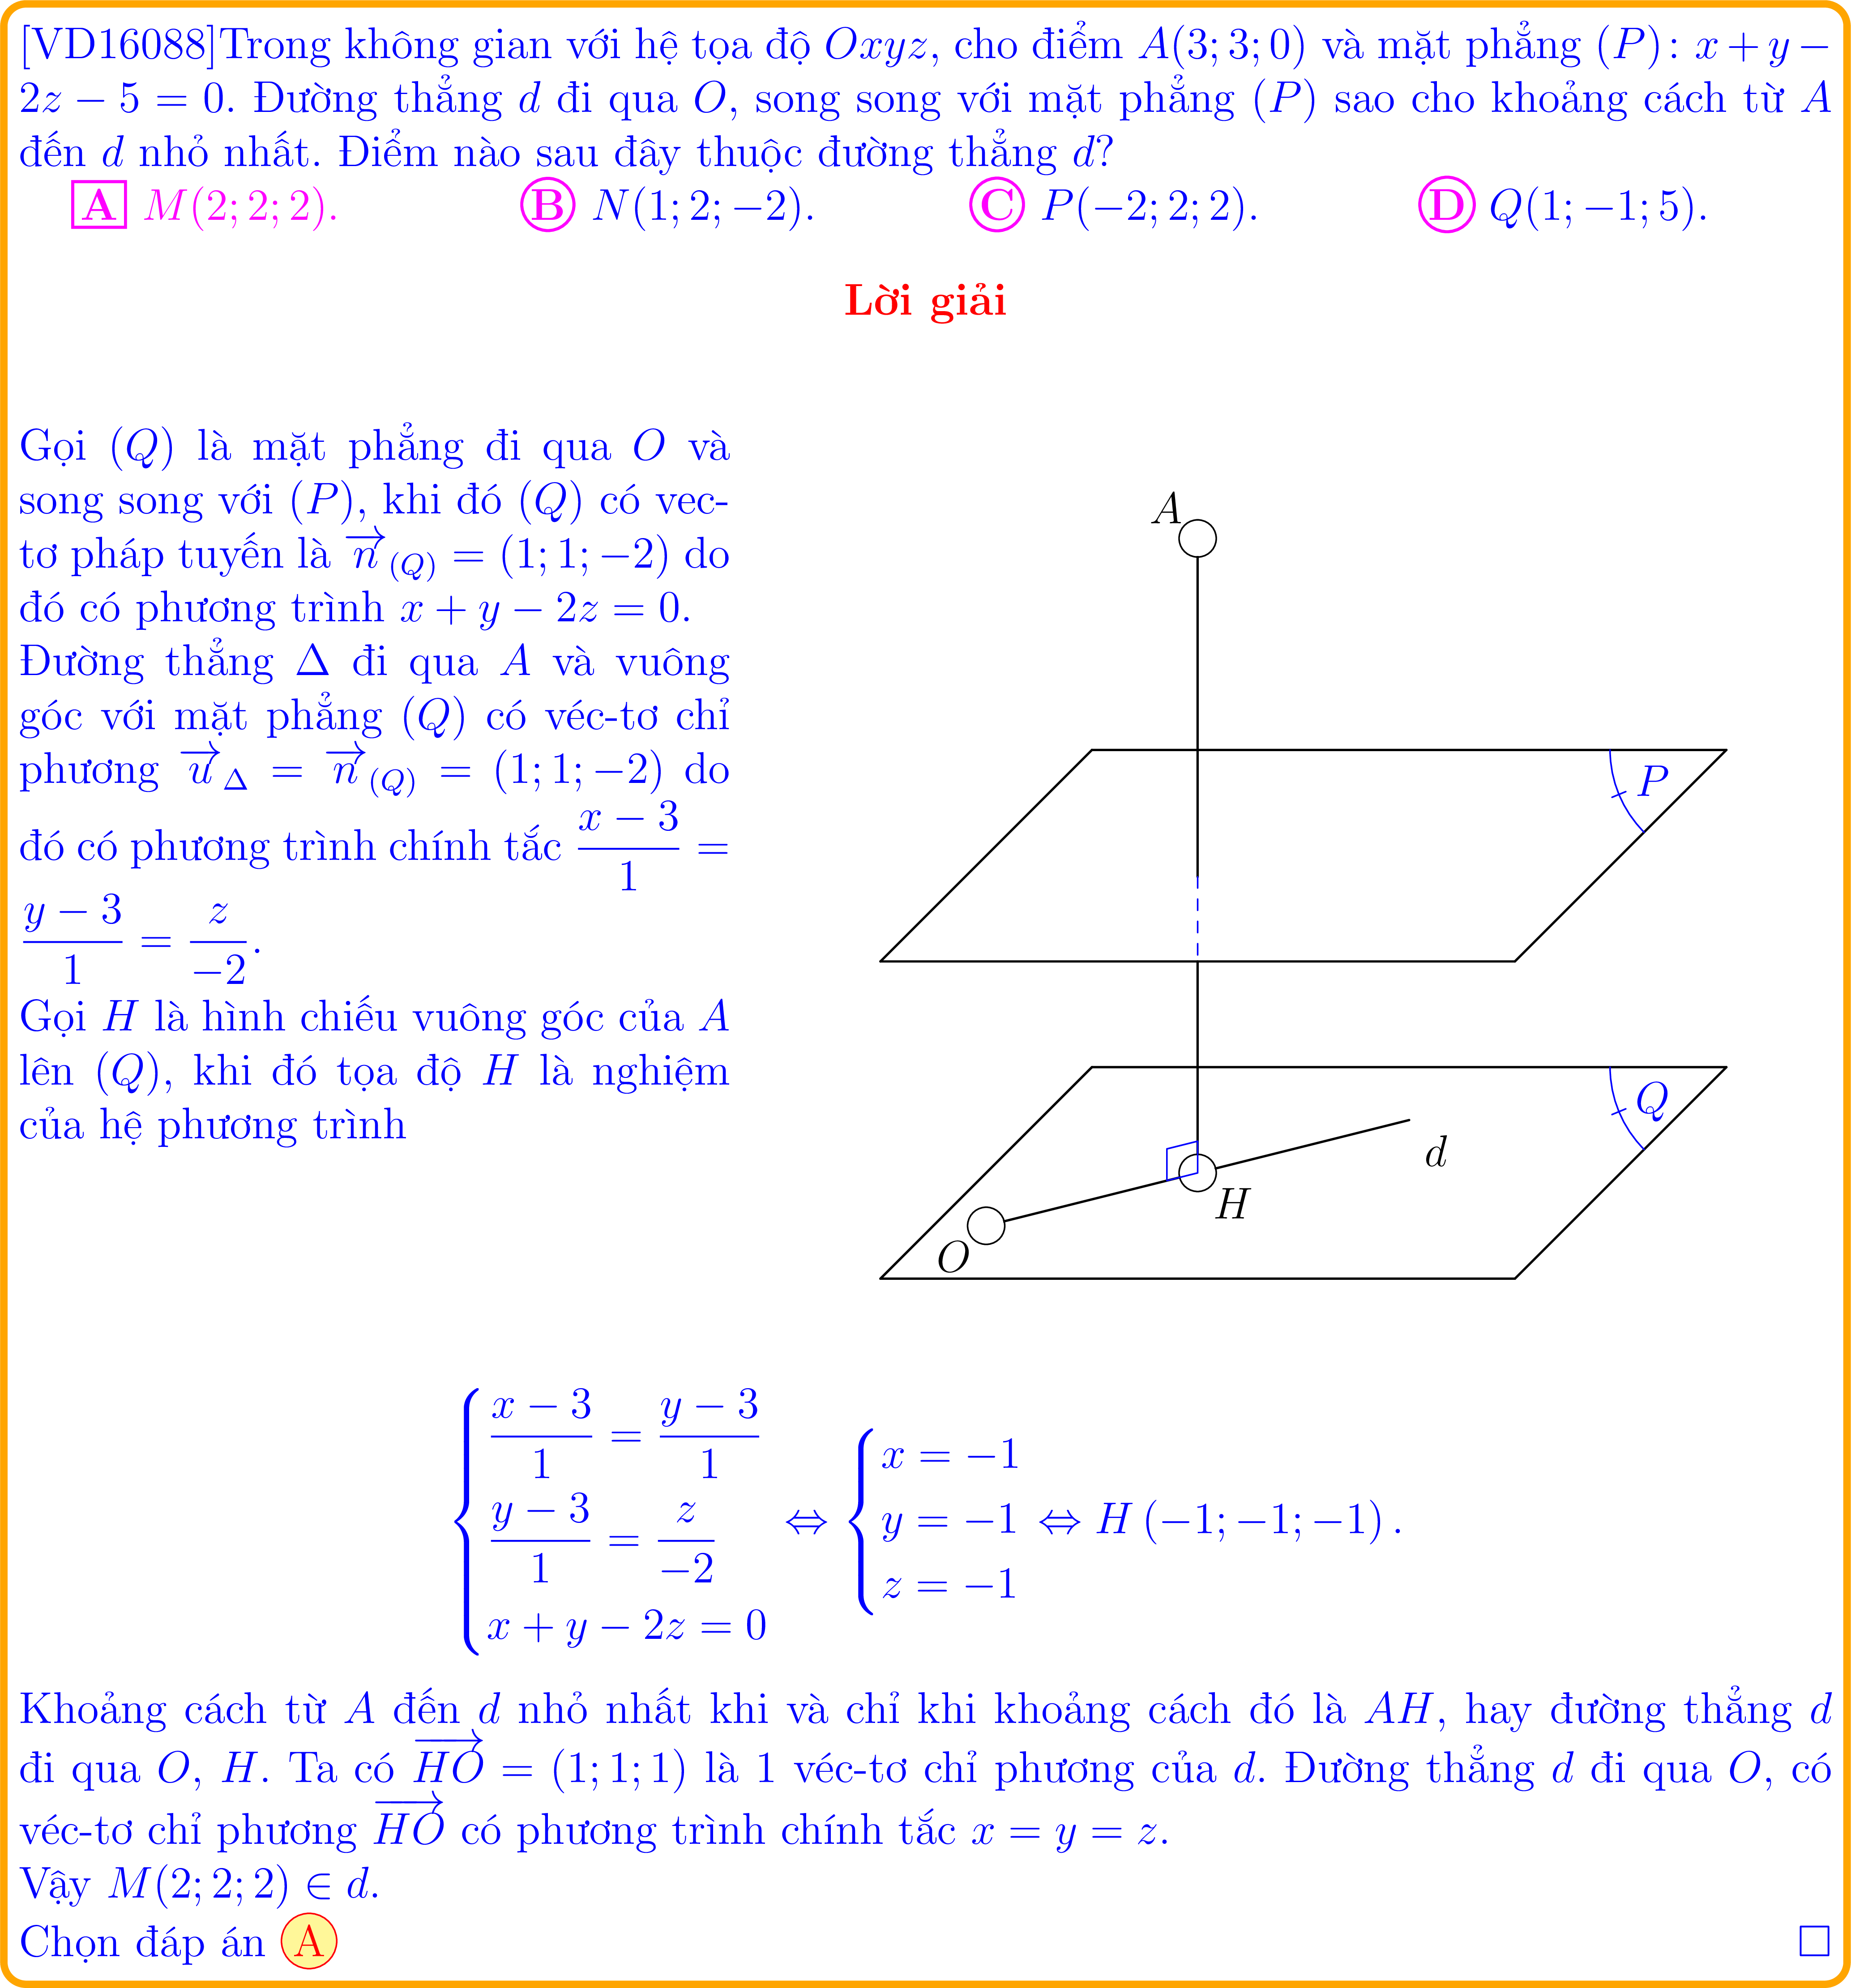 [VD16088]Trong không gian với hệ tọa độ Oxyz, cho điểm A(3; 3; 0) và mặt phẳng (P): x + y −
2z − 5 = 0. Đường thẳng d đi qua O, song song với mặt phẳng (P) sao cho khoảng cách từ A
đến d nhỏ nhất. Điểm nào sau đây thuộc đường thẳng d?
A M(2; 2; 2). B N(1; 2; −2). C P(−2; 2; 2). D Q(1; −1; 5).
Lời giải
Gọi (Q) là mặt phẳng đi qua O và
song song với (P), khi đó (Q) có vec-
tơ pháp tuyến là \overrightarrow{n}_{(Q)} = (1; 1; −2) do
đó có phương trình x + y − 2z = 0.
Đường thẳng Δ đi qua A và vuông
góc với mặt phẳng (Q) có véc-tơ chỉ
phương \overrightarrow{u}_{Δ} = \overrightarrow{n}_{(Q)} = (1; 1; −2) do
đó có phương trình chính tắc \frac{x − 3}{1} =
\frac{y − 3}{1} = \frac{z}{−2}.
Gọi H là hình chiếu vuông góc của A
lên (Q), khi đó tọa độ H là nghiệm
của hệ phương trình
A
P
Q
d
H
O
\begin{cases} \frac{x − 3}{1} = \frac{y − 3}{1} \\ \frac{y − 3}{1} = \frac{z}{−2} \\ x + y − 2z = 0 \end{cases} ⇔ \begin{cases} x = −1 \\ y = −1 \\ z = −1 \end{cases} ⇔ H (−1; −1; −1) .
Khoảng cách từ A đến d nhỏ nhất khi và chỉ khi khoảng cách đó là AH, hay đường thẳng d
đi qua O, H. Ta có \overrightarrow{HO} = (1; 1; 1) là 1 véc-tơ chỉ phương của d. Đường thẳng d đi qua O, có
véc-tơ chỉ phương \overrightarrow{HO} có phương trình chính tắc x = y = z.
Vậy M(2; 2; 2) ∈ d.
Chọn đáp án A □